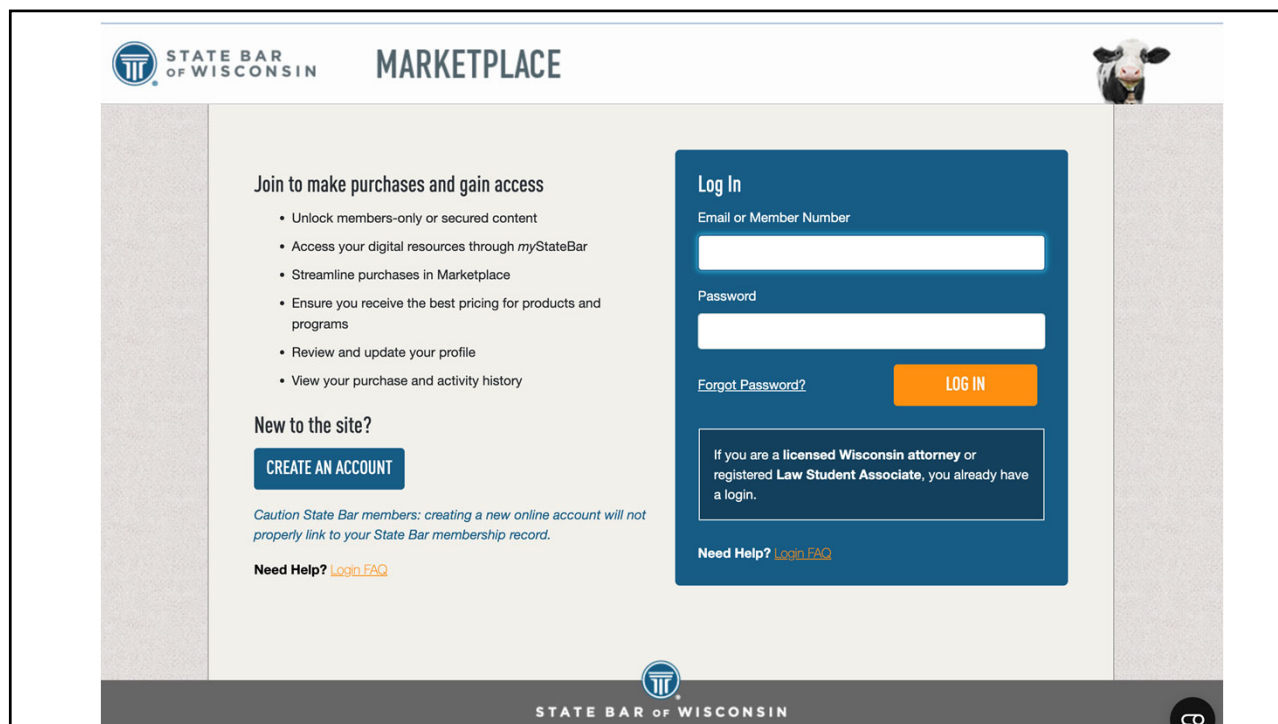 STATE BAR
OF WISCONSIN
MARKETPLACE
Join to make purchases and gain access
• Unlock members-only or secured content
• Access your digital resources through myStateBar
• Streamline purchases in Marketplace
• Ensure you receive the best pricing for products and
programs
• Review and update your profile
• View your purchase and activity history
New to the site?
CREATE AN ACCOUNT
Caution State Bar members: creating a new online account will not
properly link to your State Bar membership record.
Need Help? Login FAQ
Log In
Email or Member Number
Password
Forgot Password?
LOG IN
If you are a licensed Wisconsin attorney or
registered Law Student Associate, you already have
a login.
Need Help? Login FAQ
STATE BAR OF WISCONSIN